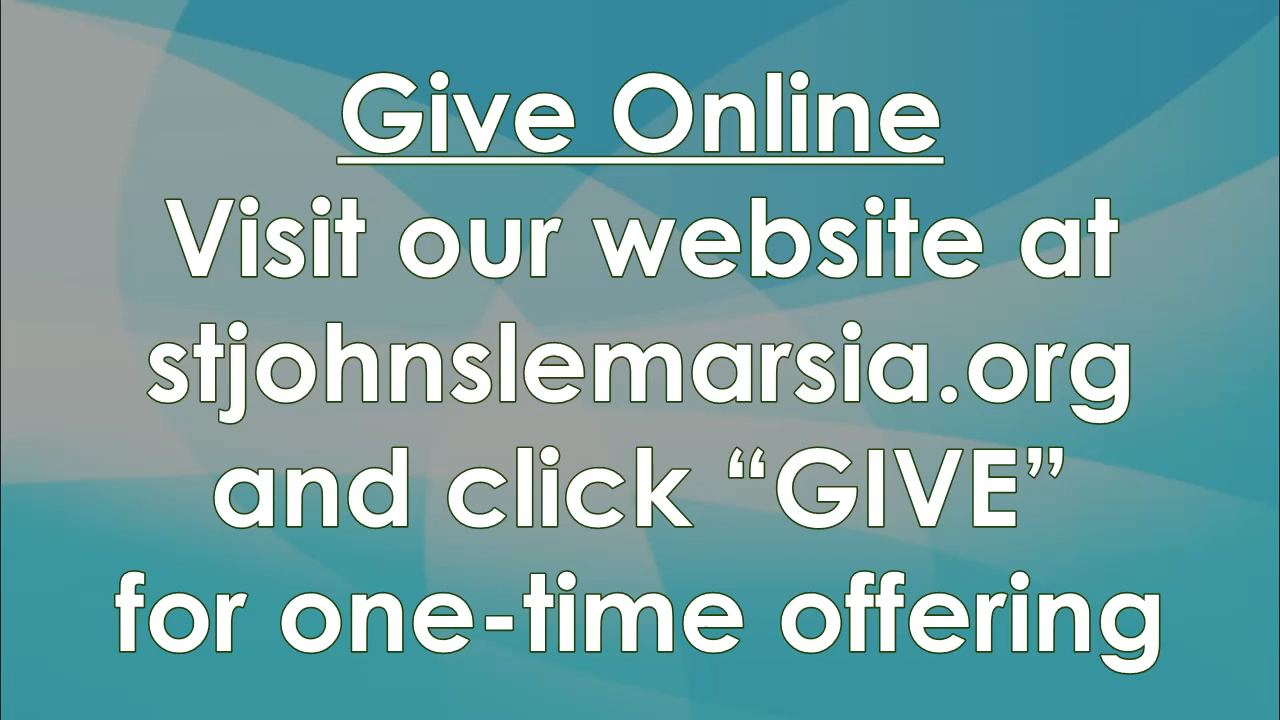 Give Online
Visit our website at
stjohnslemarsia.org
and click “GIVE”
for one-time offering